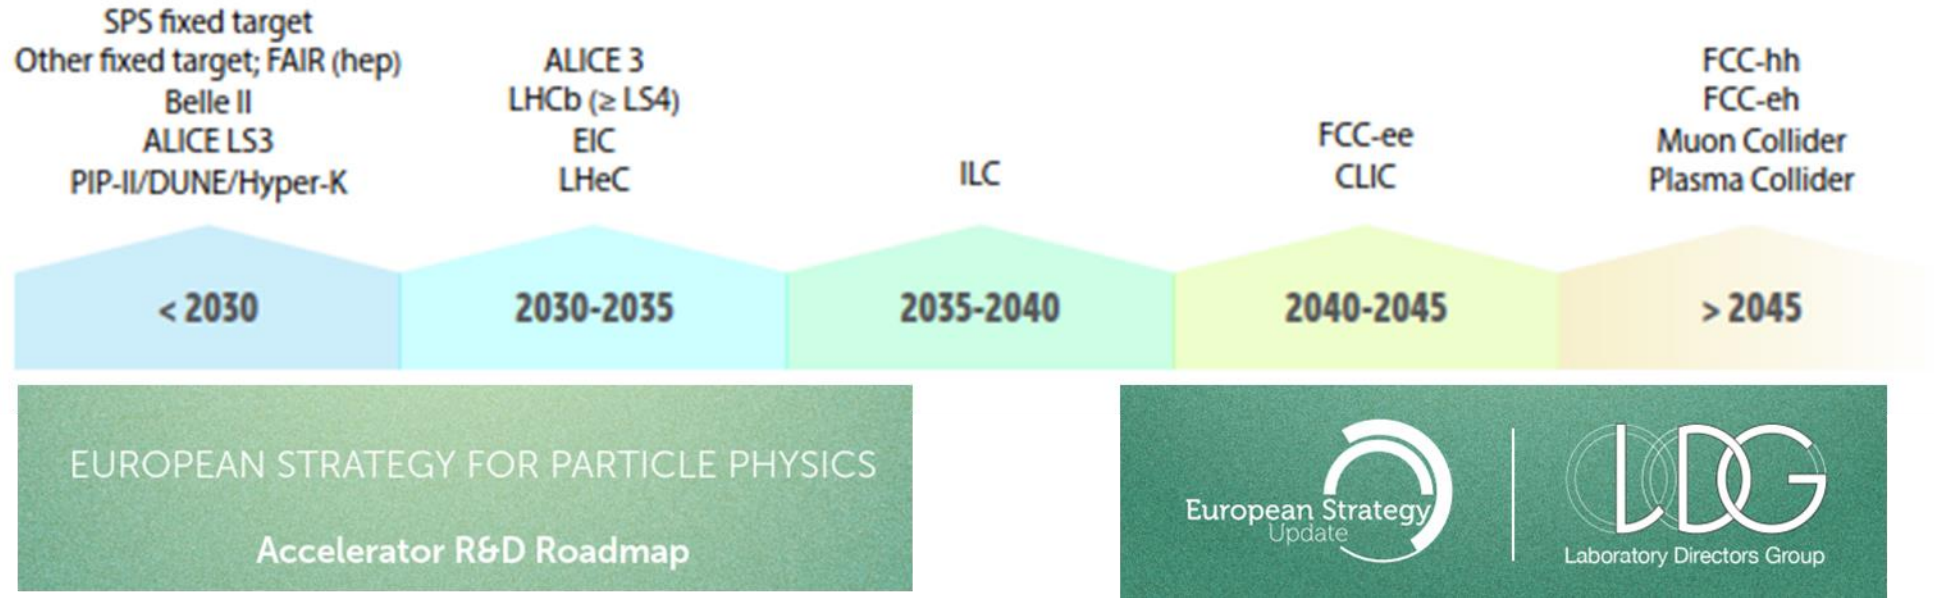 SPS fixed target
Other fixed target; FAIR (hep)
Belle II
ALICE LS3
PIP-II/DUNE/Hyper-K
< 2030
ALICE 3
LHCb (≥ LS4)
EIC
LHeC
2030-2035
ILC
2035-2040
FCC-ee
CLIC
2040-2045
FCC-hh
FCC-eh
Muon Collider
Plasma Collider
> 2045
EUROPEAN STRATEGY FOR PARTICLE PHYSICS
Accelerator R&D Roadmap
European Strategy
Update
LDG
Laboratory Directors Group